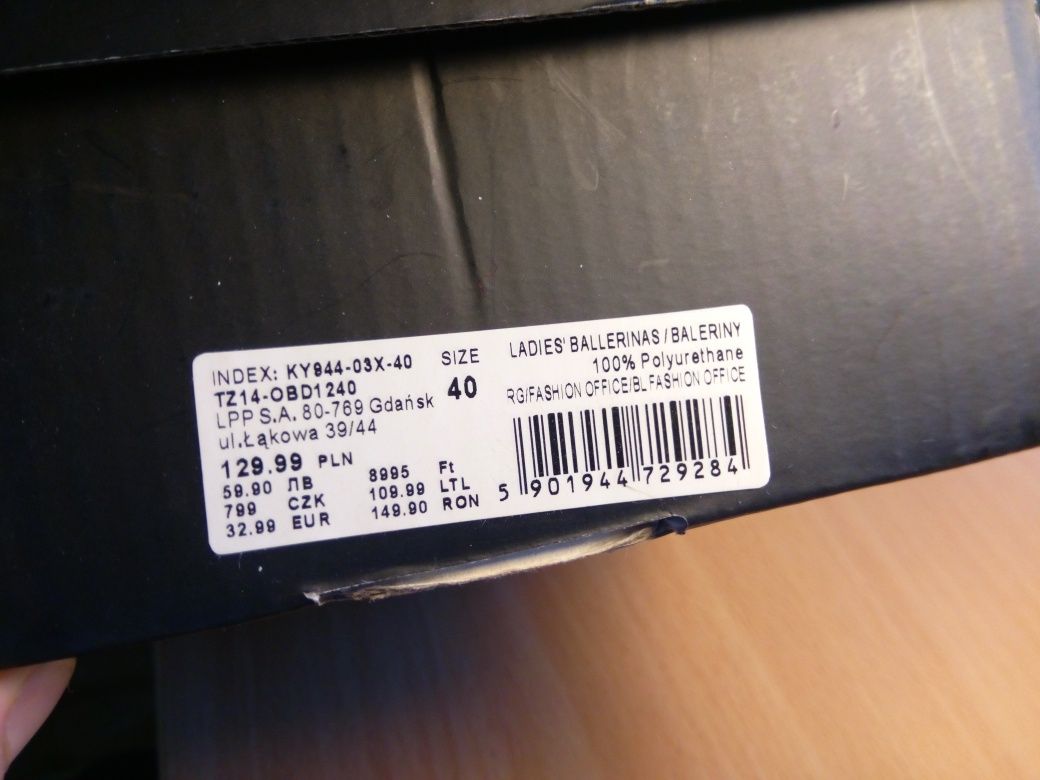 INDEX: KY944-03X-40
TZ14-OBD1240
LPP S.A. 80-769 Gdańsk
ul.Łąkowa 39/44
SIZE
40
129.99 PLN
59.90 ЛВ
799 CZK
32.99 EUR
8995 Ft
109.99 LTL
149.90 RON
LADIES' BALLERINAS / BALERINY
100% Polyurethane
RG/FASHION OFFICE/BL FASHION OFFICE
5 901944 729284